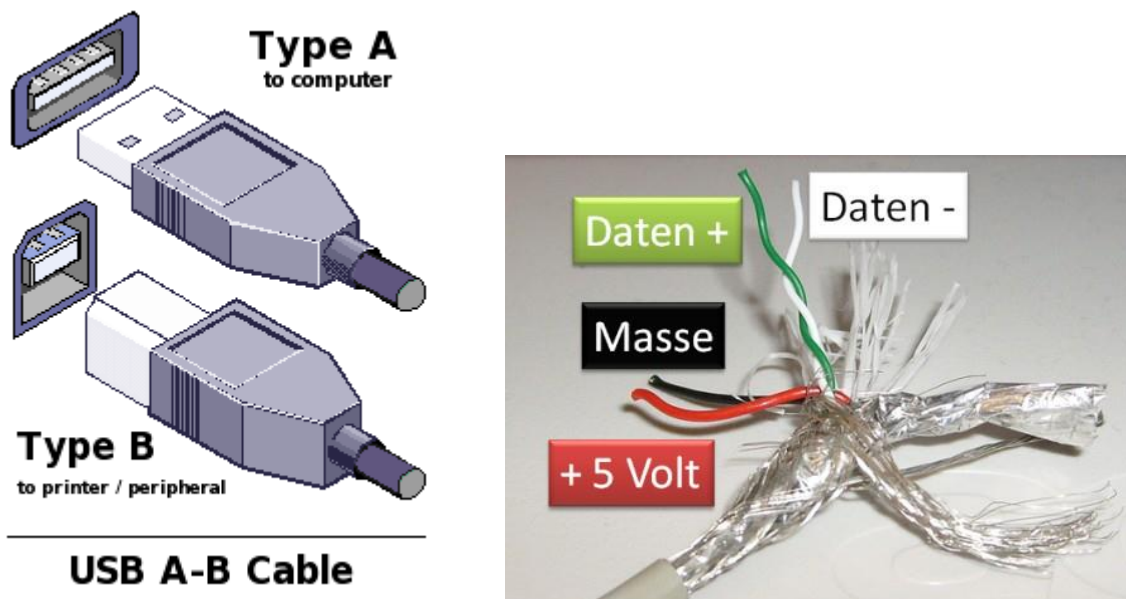 Type A
to computer
Type B
to printer / peripheral
USB A-B Cable
Daten +
Daten -
Masse
+ 5 Volt